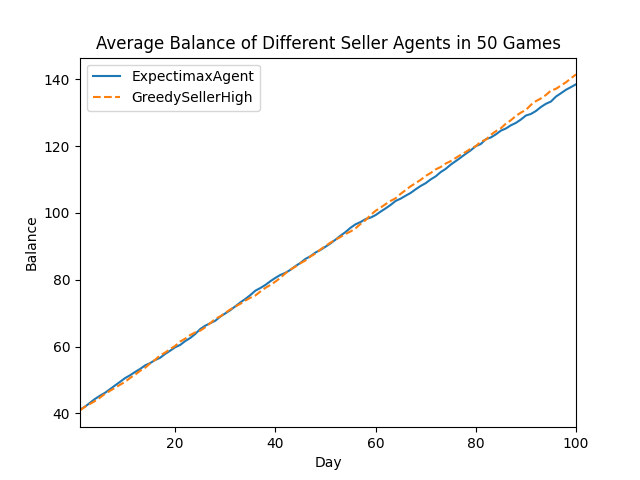 Average Balance of Different Seller Agents in 50 Games
ExpectimaxAgent
GreedySellerHigh
140
120
100
80
60
40
Balance
20
40
60
80
100
Day